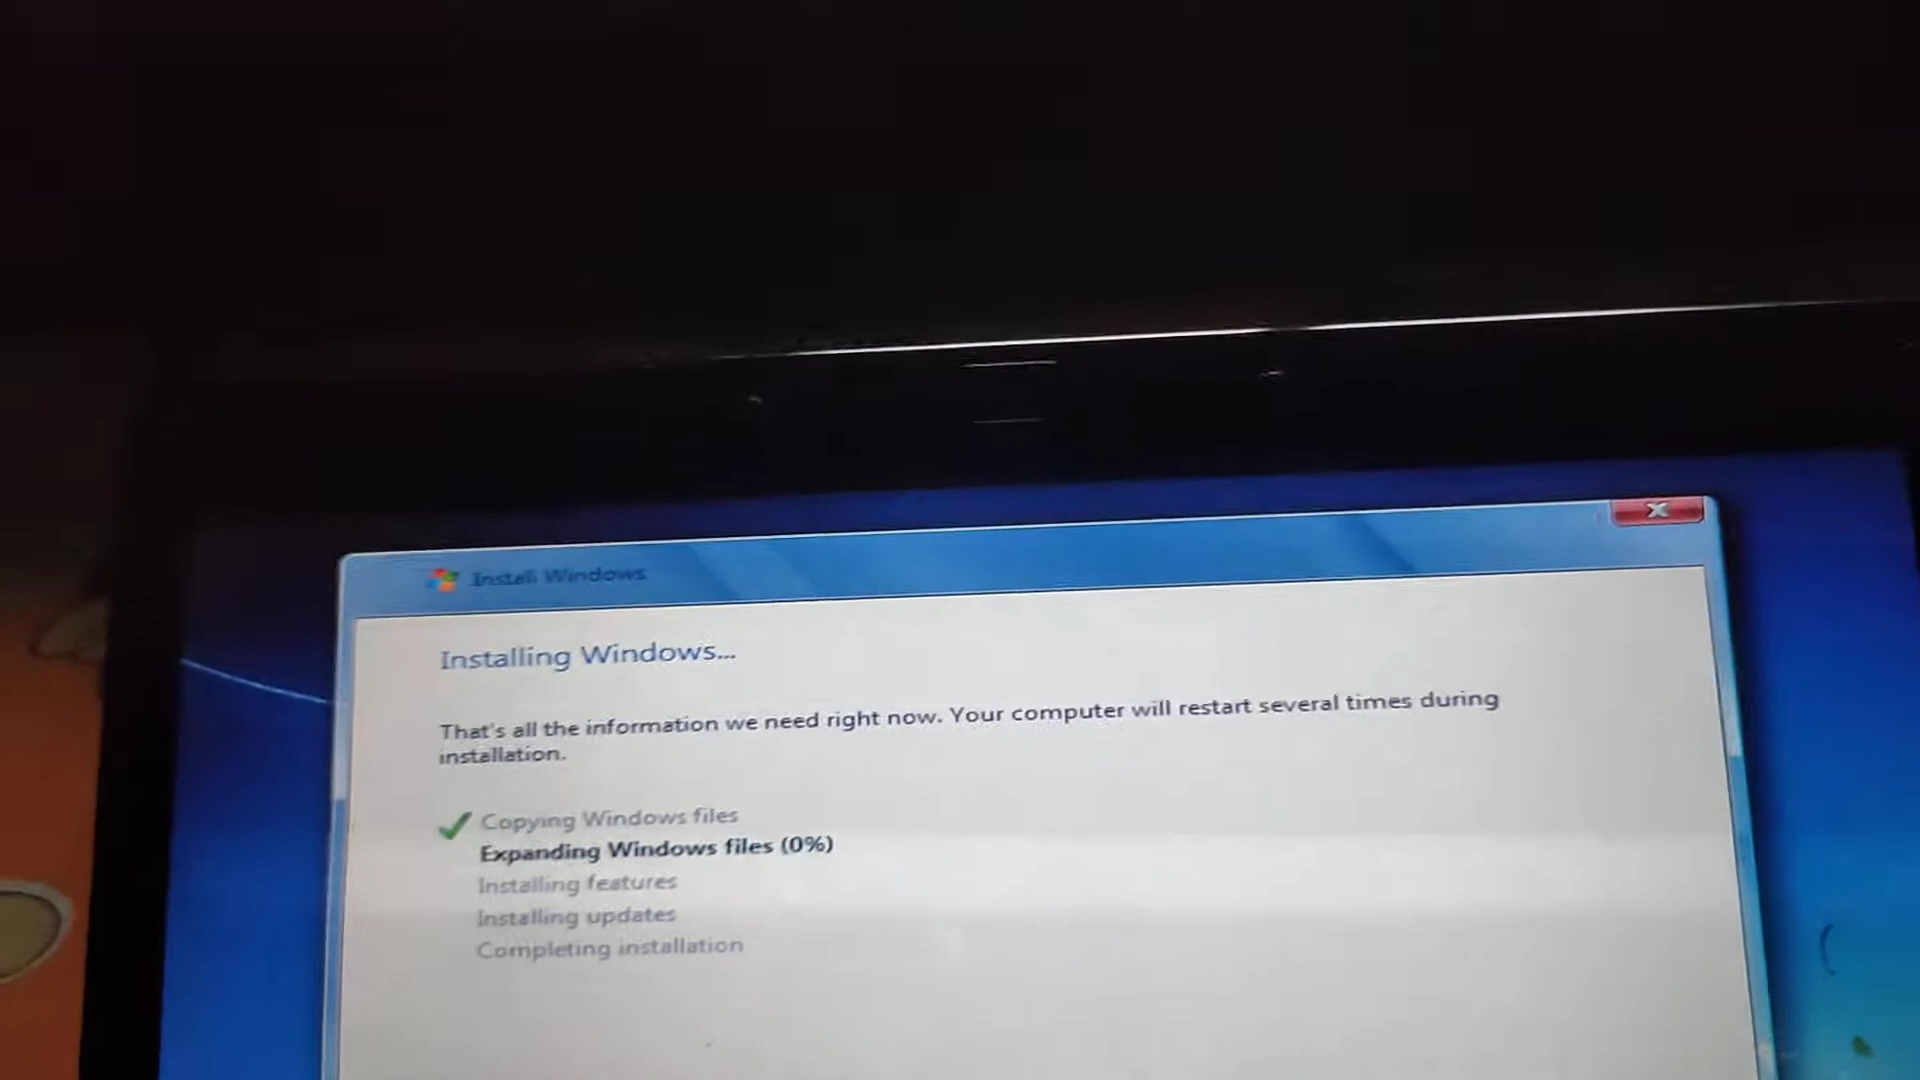 Install Windows
Installing Windows...
That's all the information we need right now. Your computer will restart several times during
installation.
Copying Windows files
Expanding Windows files (0%)
Installing features
Installing updates
Completing installation